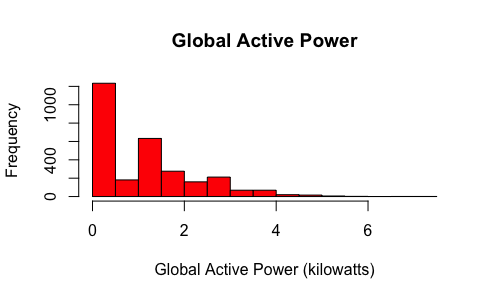 Global Active Power
Frequency
1000
400
0
0 2 4 6
Global Active Power (kilowatts)